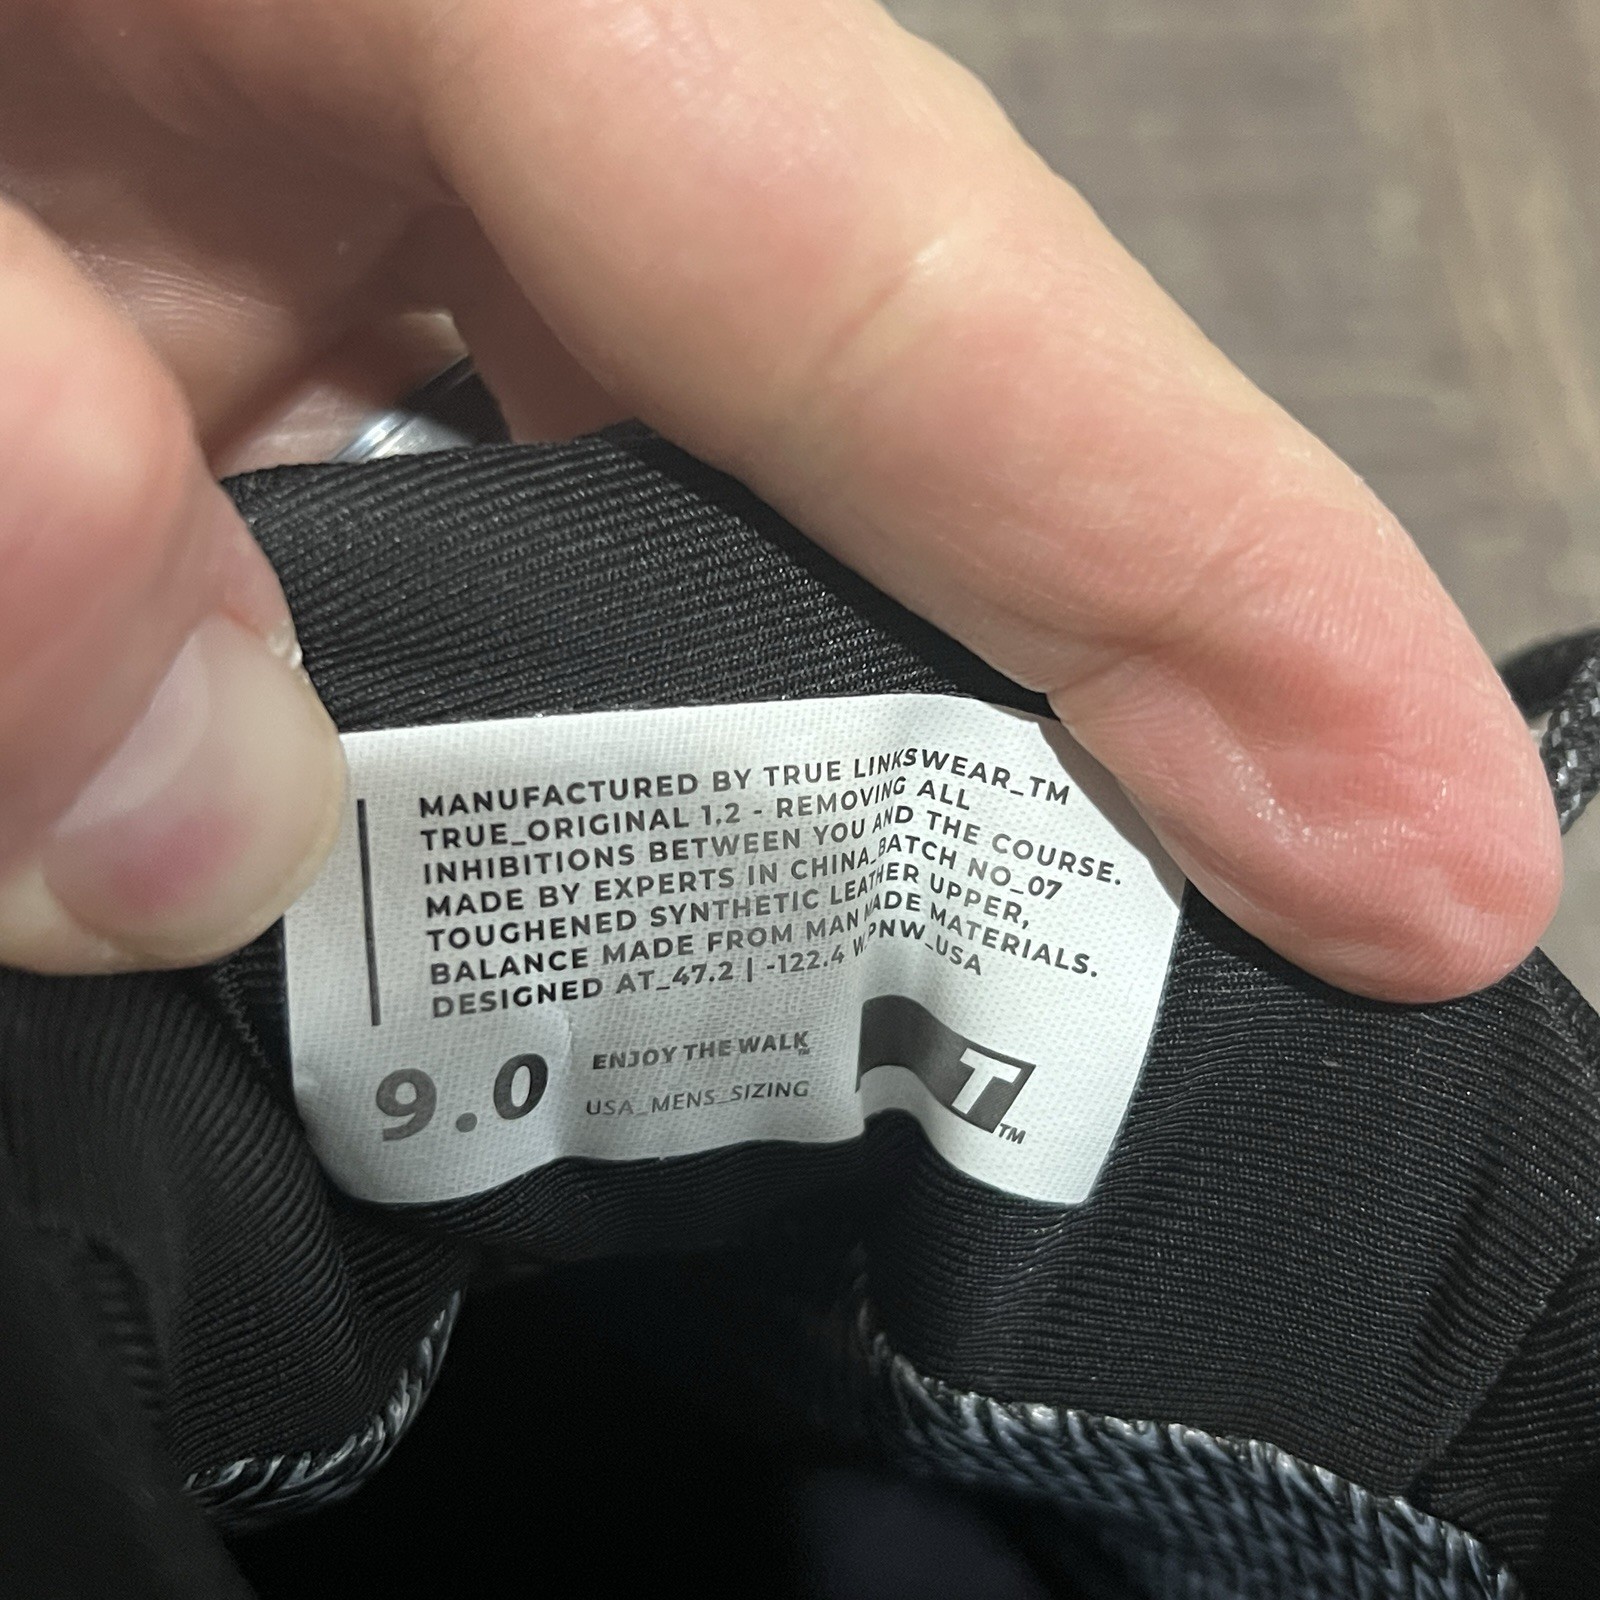 MANUFACTURED BY TRUE LINKSWEAR_TM
TRUE_ORIGINAL 1.2 - REMOVING ALL
INHIBITIONS BETWEEN YOU AND THE COURSE.
MADE BY EXPERTS IN CHINA_BATCH NO_07
TOUGHENED SYNTHETIC LEATHER UPPER,
BALANCE MADE FROM MAN MADE MATERIALS.
DESIGNED AT_47.2 | -122.4 W_PNW_USA
9.0
ENJOY THE WALK™
USA_MENS_SIZING
T™